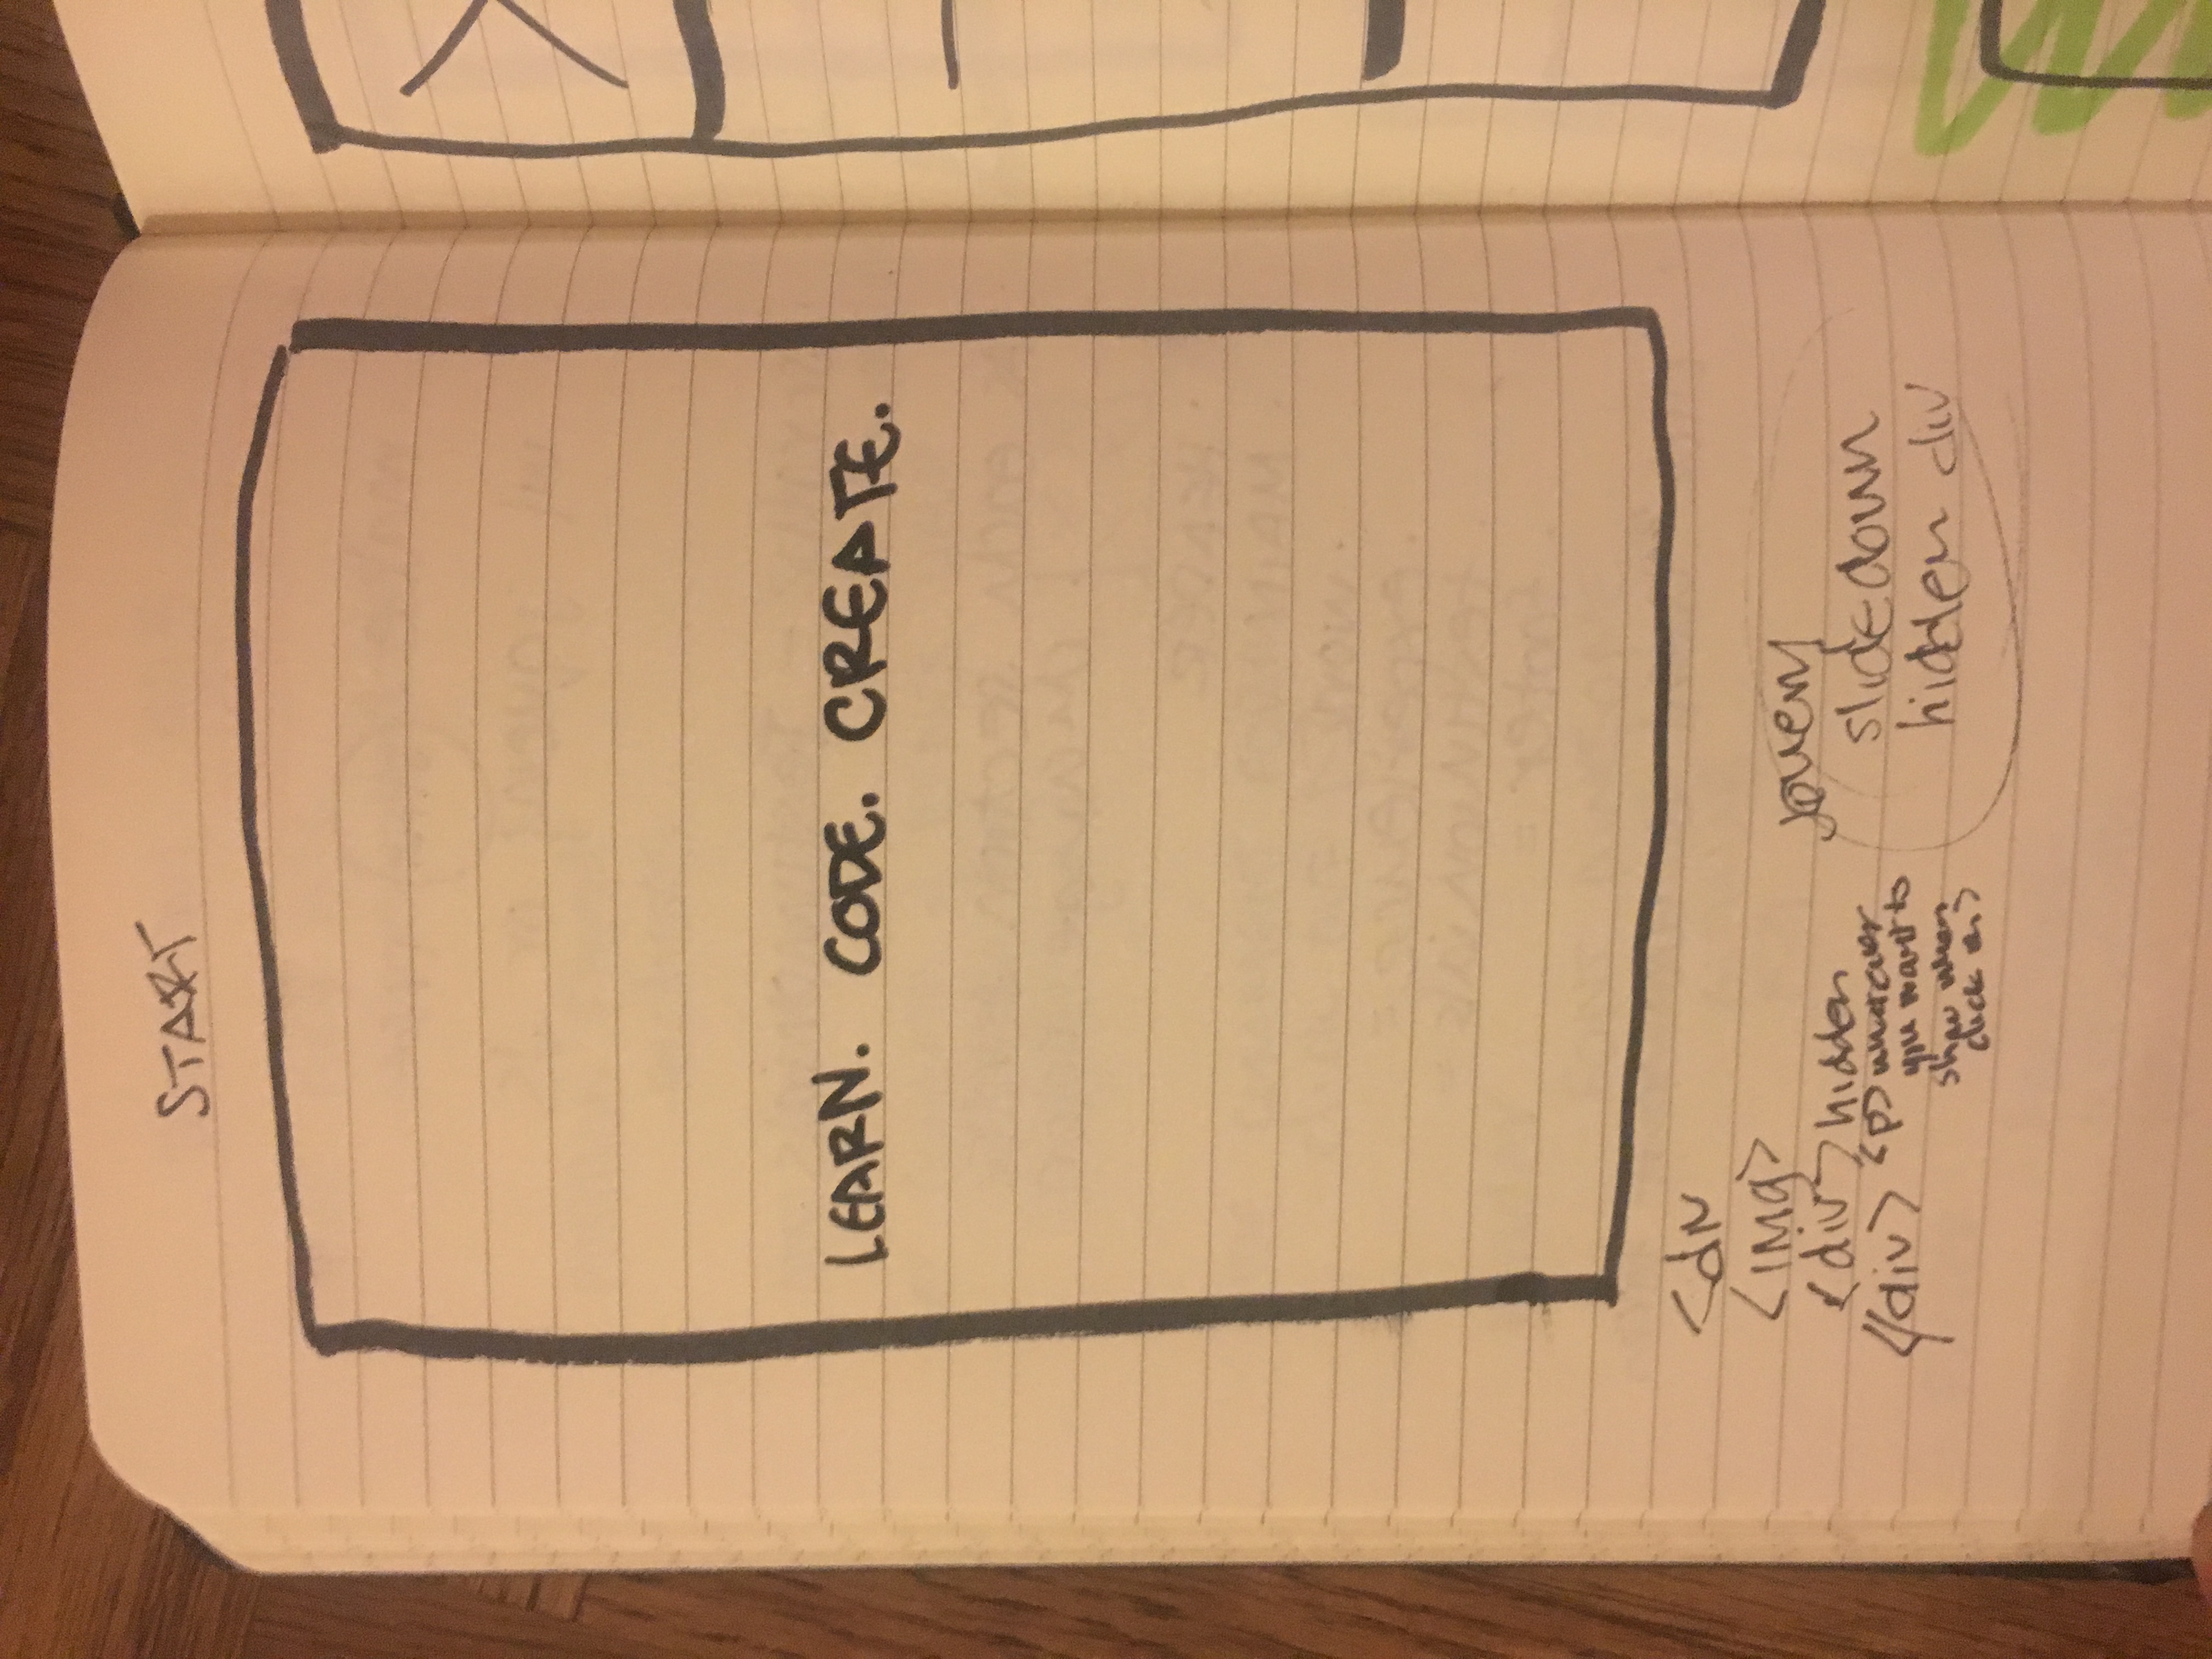 START
LEARN. CODE. CREATE.
<div
<img>
<div> hidden
</div> <p> whatever
you want to
show when
click on>
jquery
slidedown
hidden div